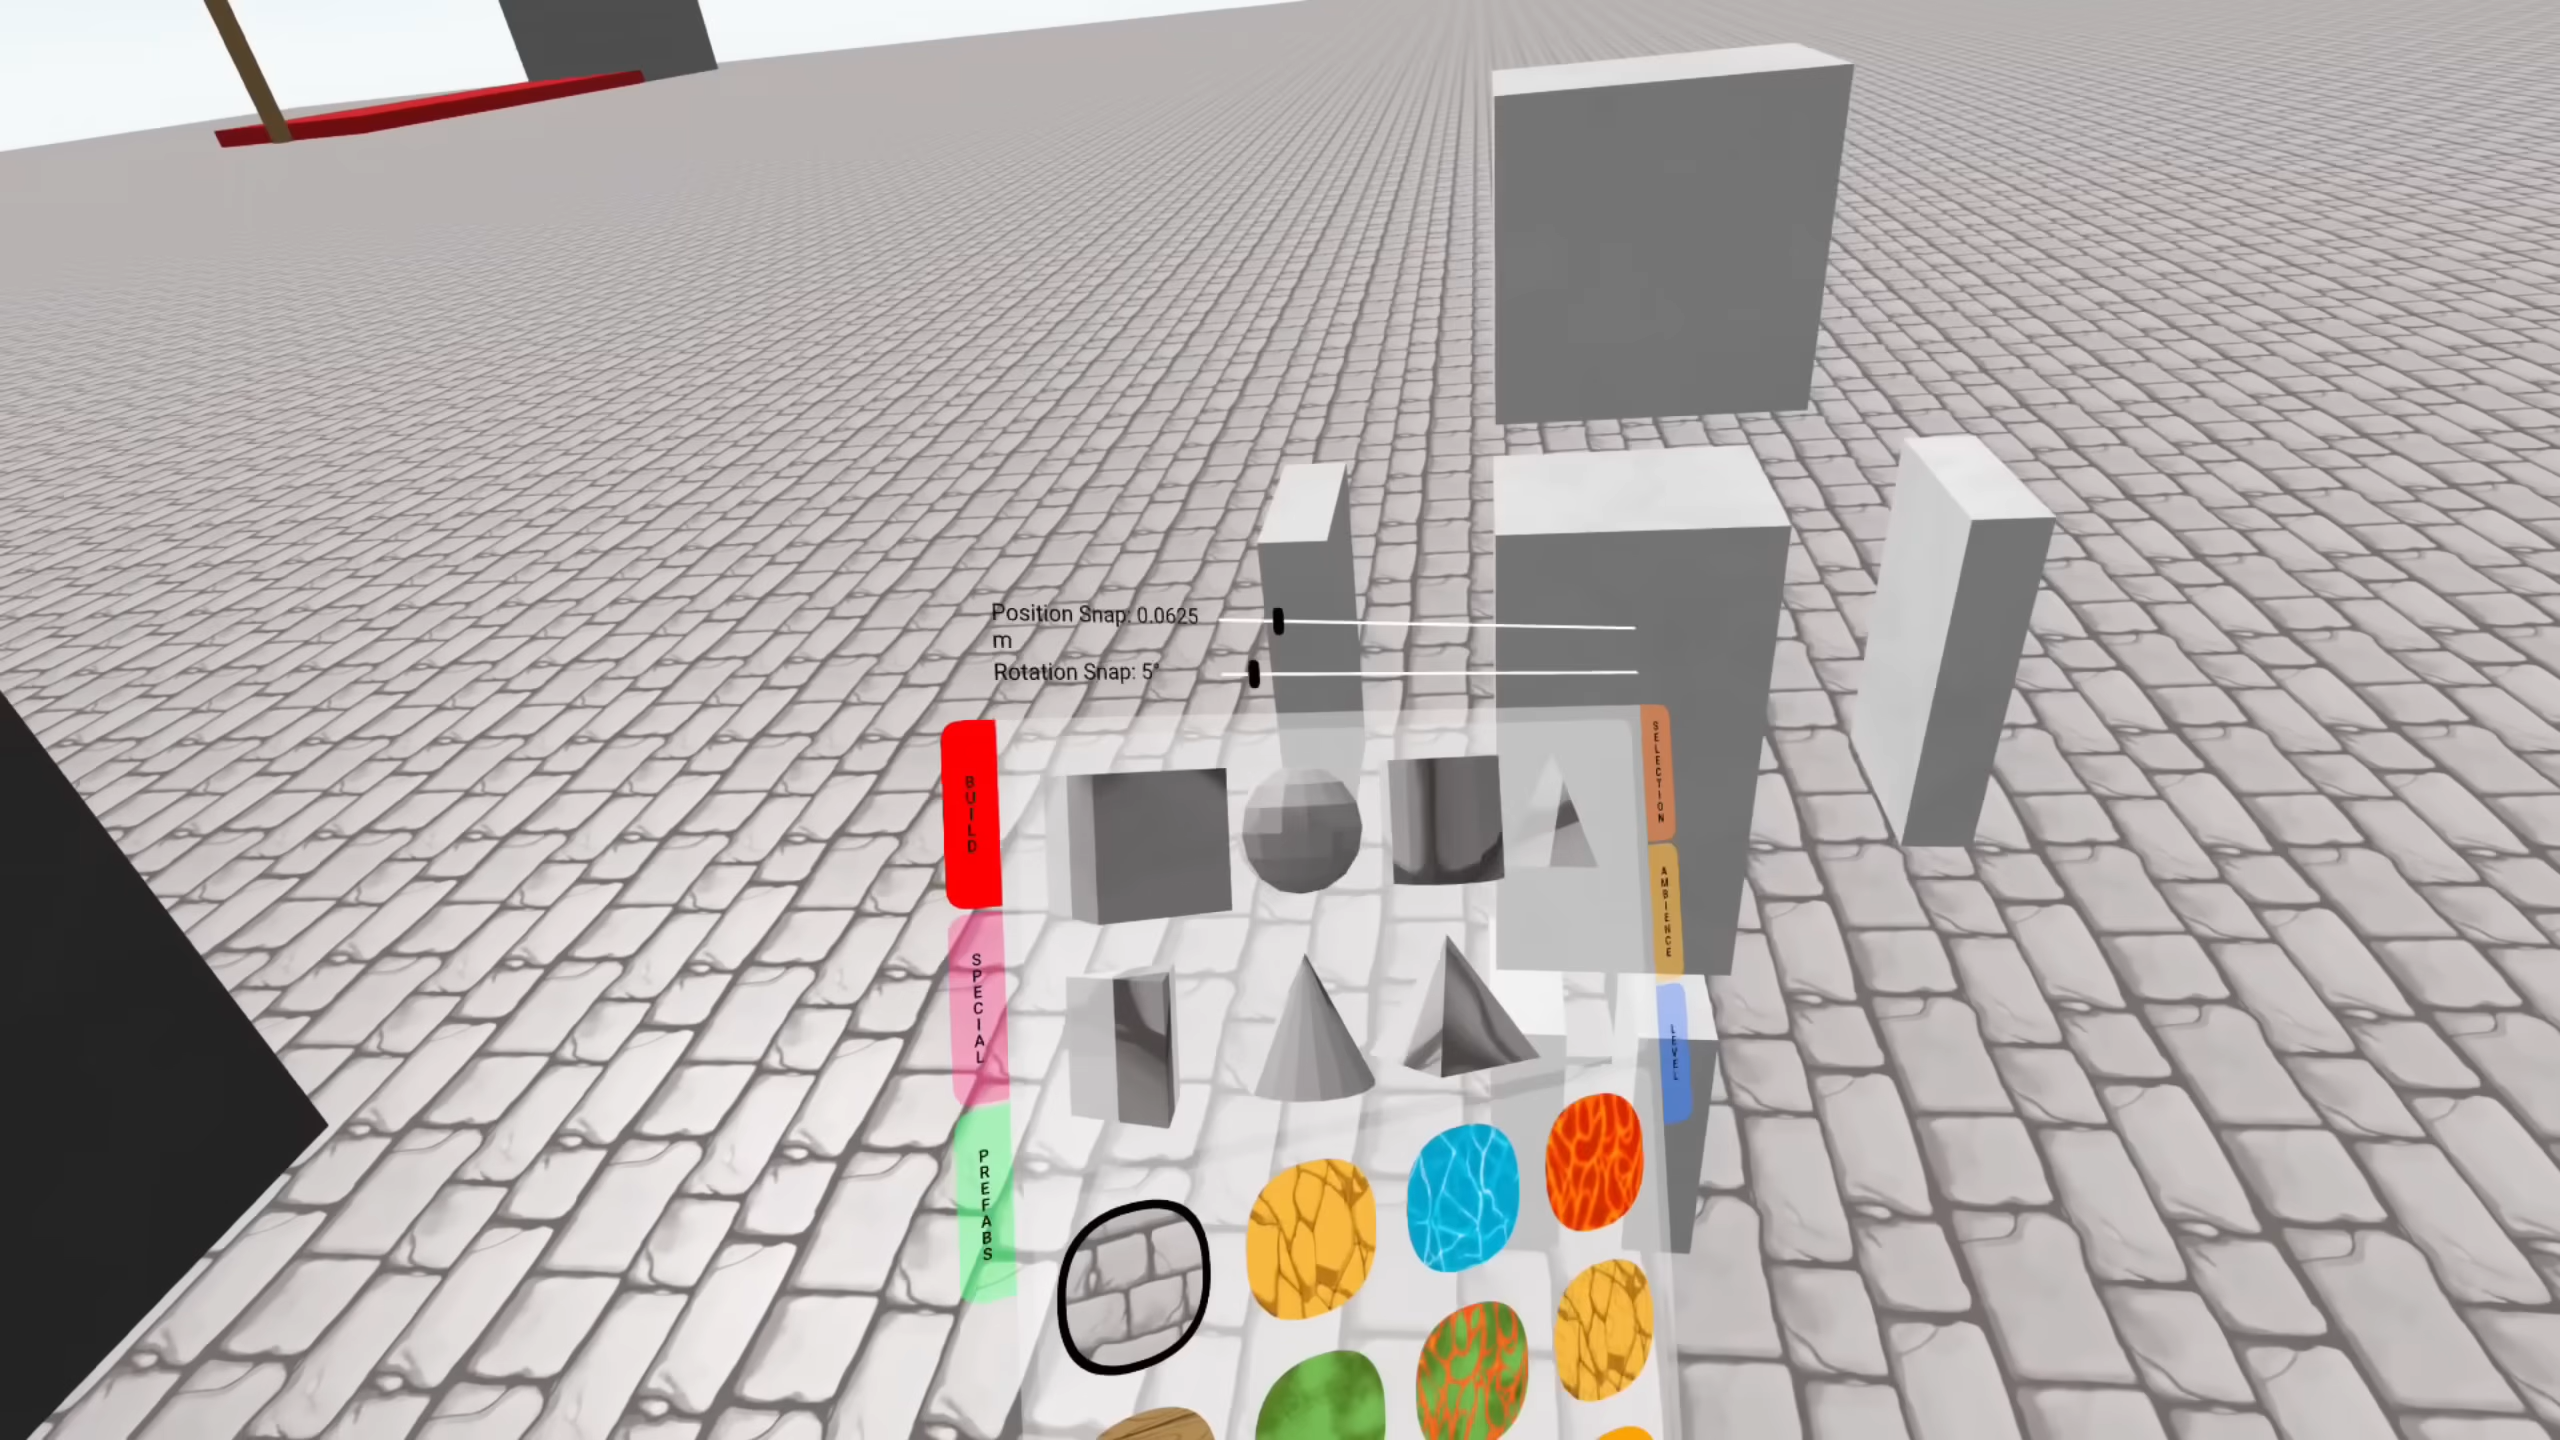 Position Snap: 0.0625
m
Rotation Snap: 5°
BUILD
SPECIAL
PREFABS
SELECTION
AMBIENCE
LEVEL